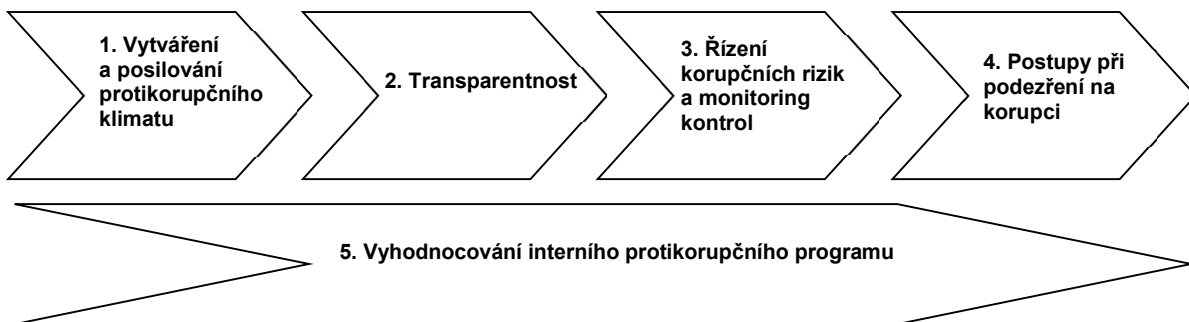 1. Vytváření
a posilování
protikorupčního
klimatu
2. Transparentnost
3. Řízení
korupčních rizik
a monitoring
kontrol
4. Postupy při
podezření na
korupci
5. Vyhodnocování interního protikorupčního programu